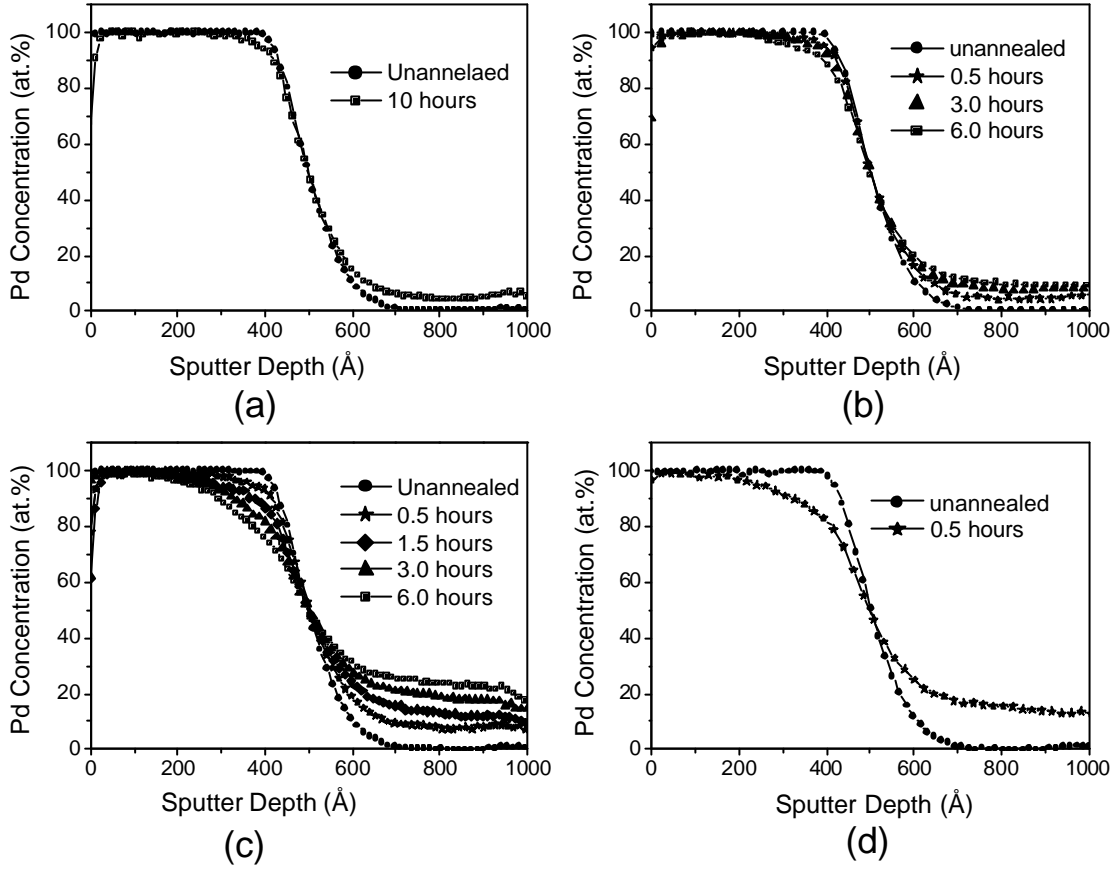 Pd Concentration (at.%)
100
80
60
40
20
0
Unannelaed
10 hours
0 200 400 600 800 1000
Sputter Depth (Å)
(a)
Pd Concentration (at.%)
100
80
60
40
20
0
unannealed
0.5 hours
3.0 hours
6.0 hours
0 200 400 600 800 1000
Sputter Depth (Å)
(b)
Pd Concentration (at.%)
100
80
60
40
20
0
Unannealed
0.5 hours
1.5 hours
3.0 hours
6.0 hours
0 200 400 600 800 1000
Sputter Depth (Å)
(c)
Pd Concentration (at.%)
100
80
60
40
20
0
unannealed
0.5 hours
0 200 400 600 800 1000
Sputter Depth (Å)
(d)